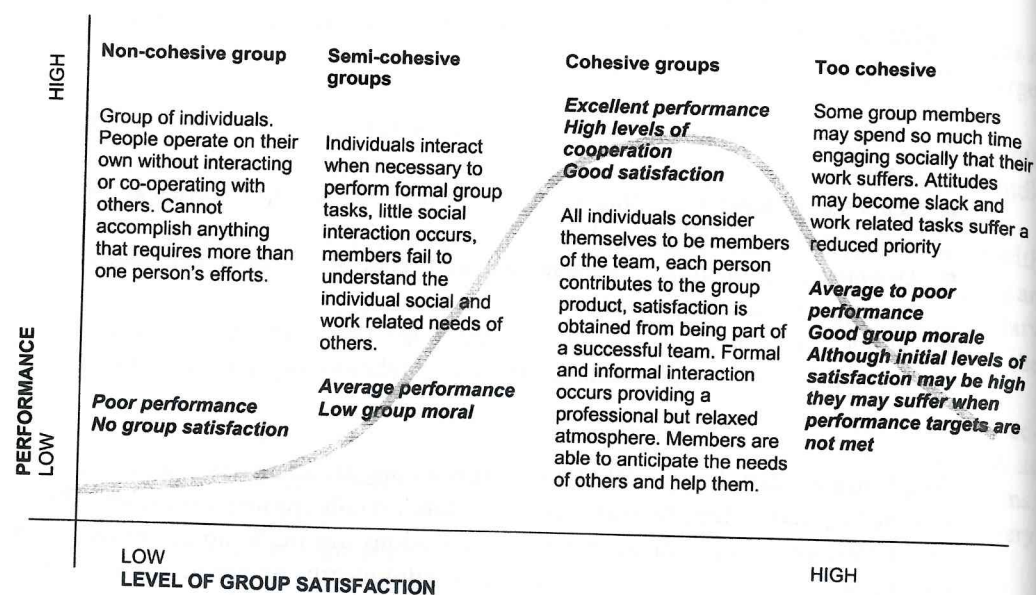 HIGH
PERFORMANCE
LOW
Non-cohesive group
Group of individuals.
People operate on their
own without interacting
or co-operating with
others. Cannot
accomplish anything
that requires more than
one person's efforts.
Poor performance
No group satisfaction
Semi-cohesive
groups
Individuals interact
when necessary to
perform formal group
tasks, little social
interaction occurs,
members fail to
understand the
individual social and
work related needs of
others.
Average performance
Low group moral
Cohesive groups
Excellent performance
High levels of
cooperation
Good satisfaction
All individuals consider
themselves to be members
of the team, each person
contributes to the group
product, satisfaction is
obtained from being part of
a successful team. Formal
and informal interaction
occurs providing a
professional but relaxed
atmosphere. Members are
able to anticipate the needs
of others and help them.
Too cohesive
Some group members
may spend so much time
engaging socially that their
work suffers. Attitudes
may become slack and
work related tasks suffer a
reduced priority
Average to poor
performance
Good group morale
Although initial levels of
satisfaction may be high
they may suffer when
performance targets are
not met
LOW
HIGH
LEVEL OF GROUP SATISFACTION